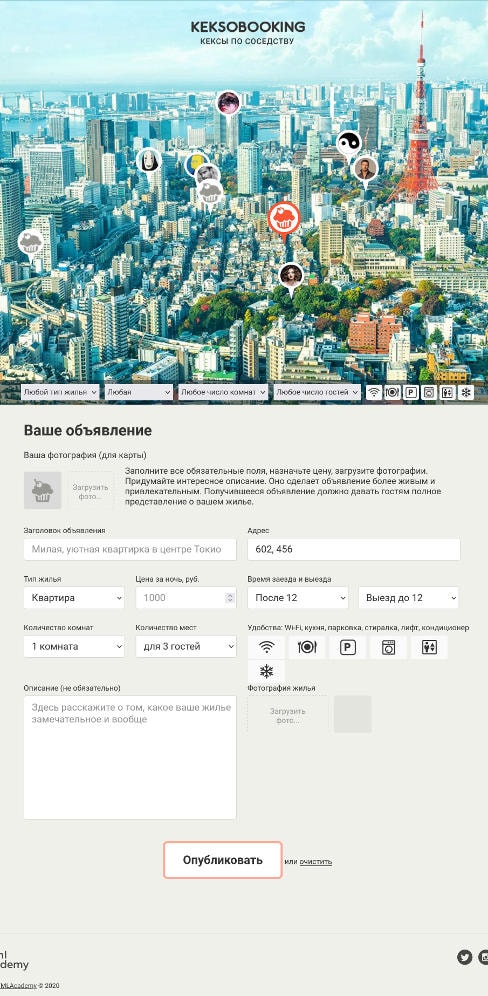 KEKSOBOOKING
КЕКСЫ ПО СОСЕДСТВУ
Любой тип жилья
Любая
Любое число комнат
Любое число гостей
P
Ваше объявление
Ваша фотография (для карты)
Загрузить
фото...
Заполните все обязательные поля, назначьте цену, загрузите фотографии.
Придумайте интересное описание. Оно сделает объявление более живым и
привлекательным. Получившееся объявление должно давать гостям полное
представление о вашем жилье.
Заголовок объявления
Милая, уютная квартирка в центре Токио
Адрес
602, 456
Тип жилья
Квартира
Цена за ночь, руб.
1000
Время заезда и выезда
После 12
Выезд до 12
Количество комнат
1 комната
Количество мест
для 3 гостей
Удобства: Wi-Fi, кухня, парковка, стиралка, лифт, кондиционер
P
Описание (не обязательно)
Здесь расскажите о том, какое ваше жилье
замечательное и вообще
Фотография жилья
Загрузить
фото...
Опубликовать
или очистить
ml
demy
MLAcademy © 2020